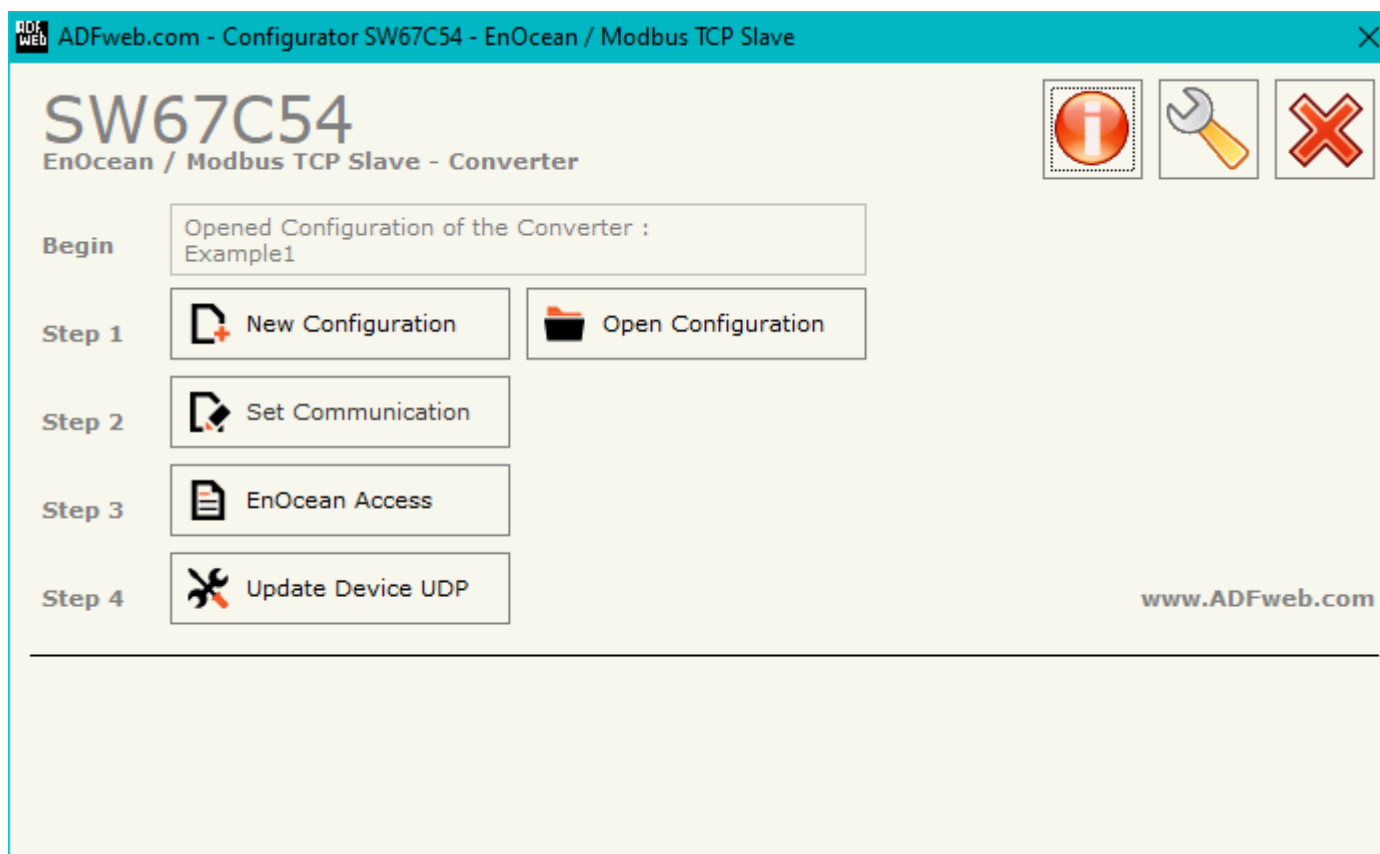 ADF WEB ADFweb.com - Configurator SW67C54 - EnOcean / Modbus TCP Slave
SW67C54
EnOcean / Modbus TCP Slave - Converter
Begin
Opened Configuration of the Converter :
Example1
Step 1 New Configuration Open Configuration
Step 2 Set Communication
Step 3 EnOcean Access
Step 4 Update Device UDP
www.ADFweb.com